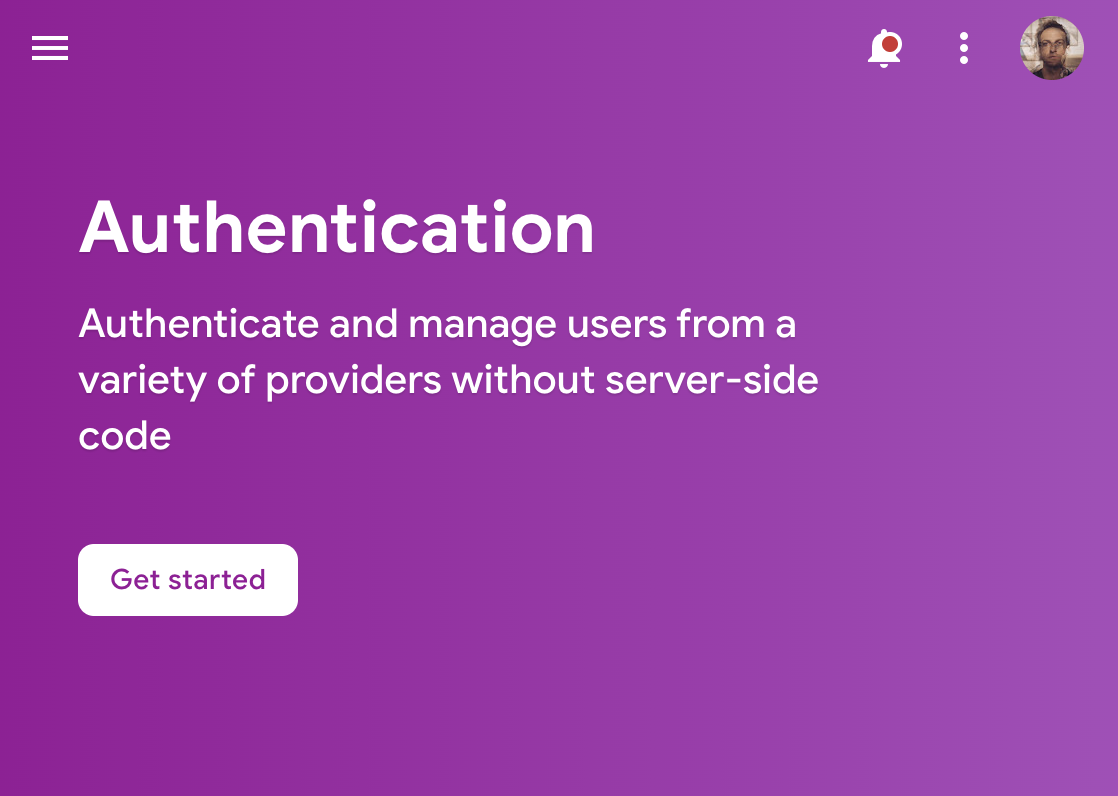 Authentication
Authenticate and manage users from a
variety of providers without server-side
code
Get started